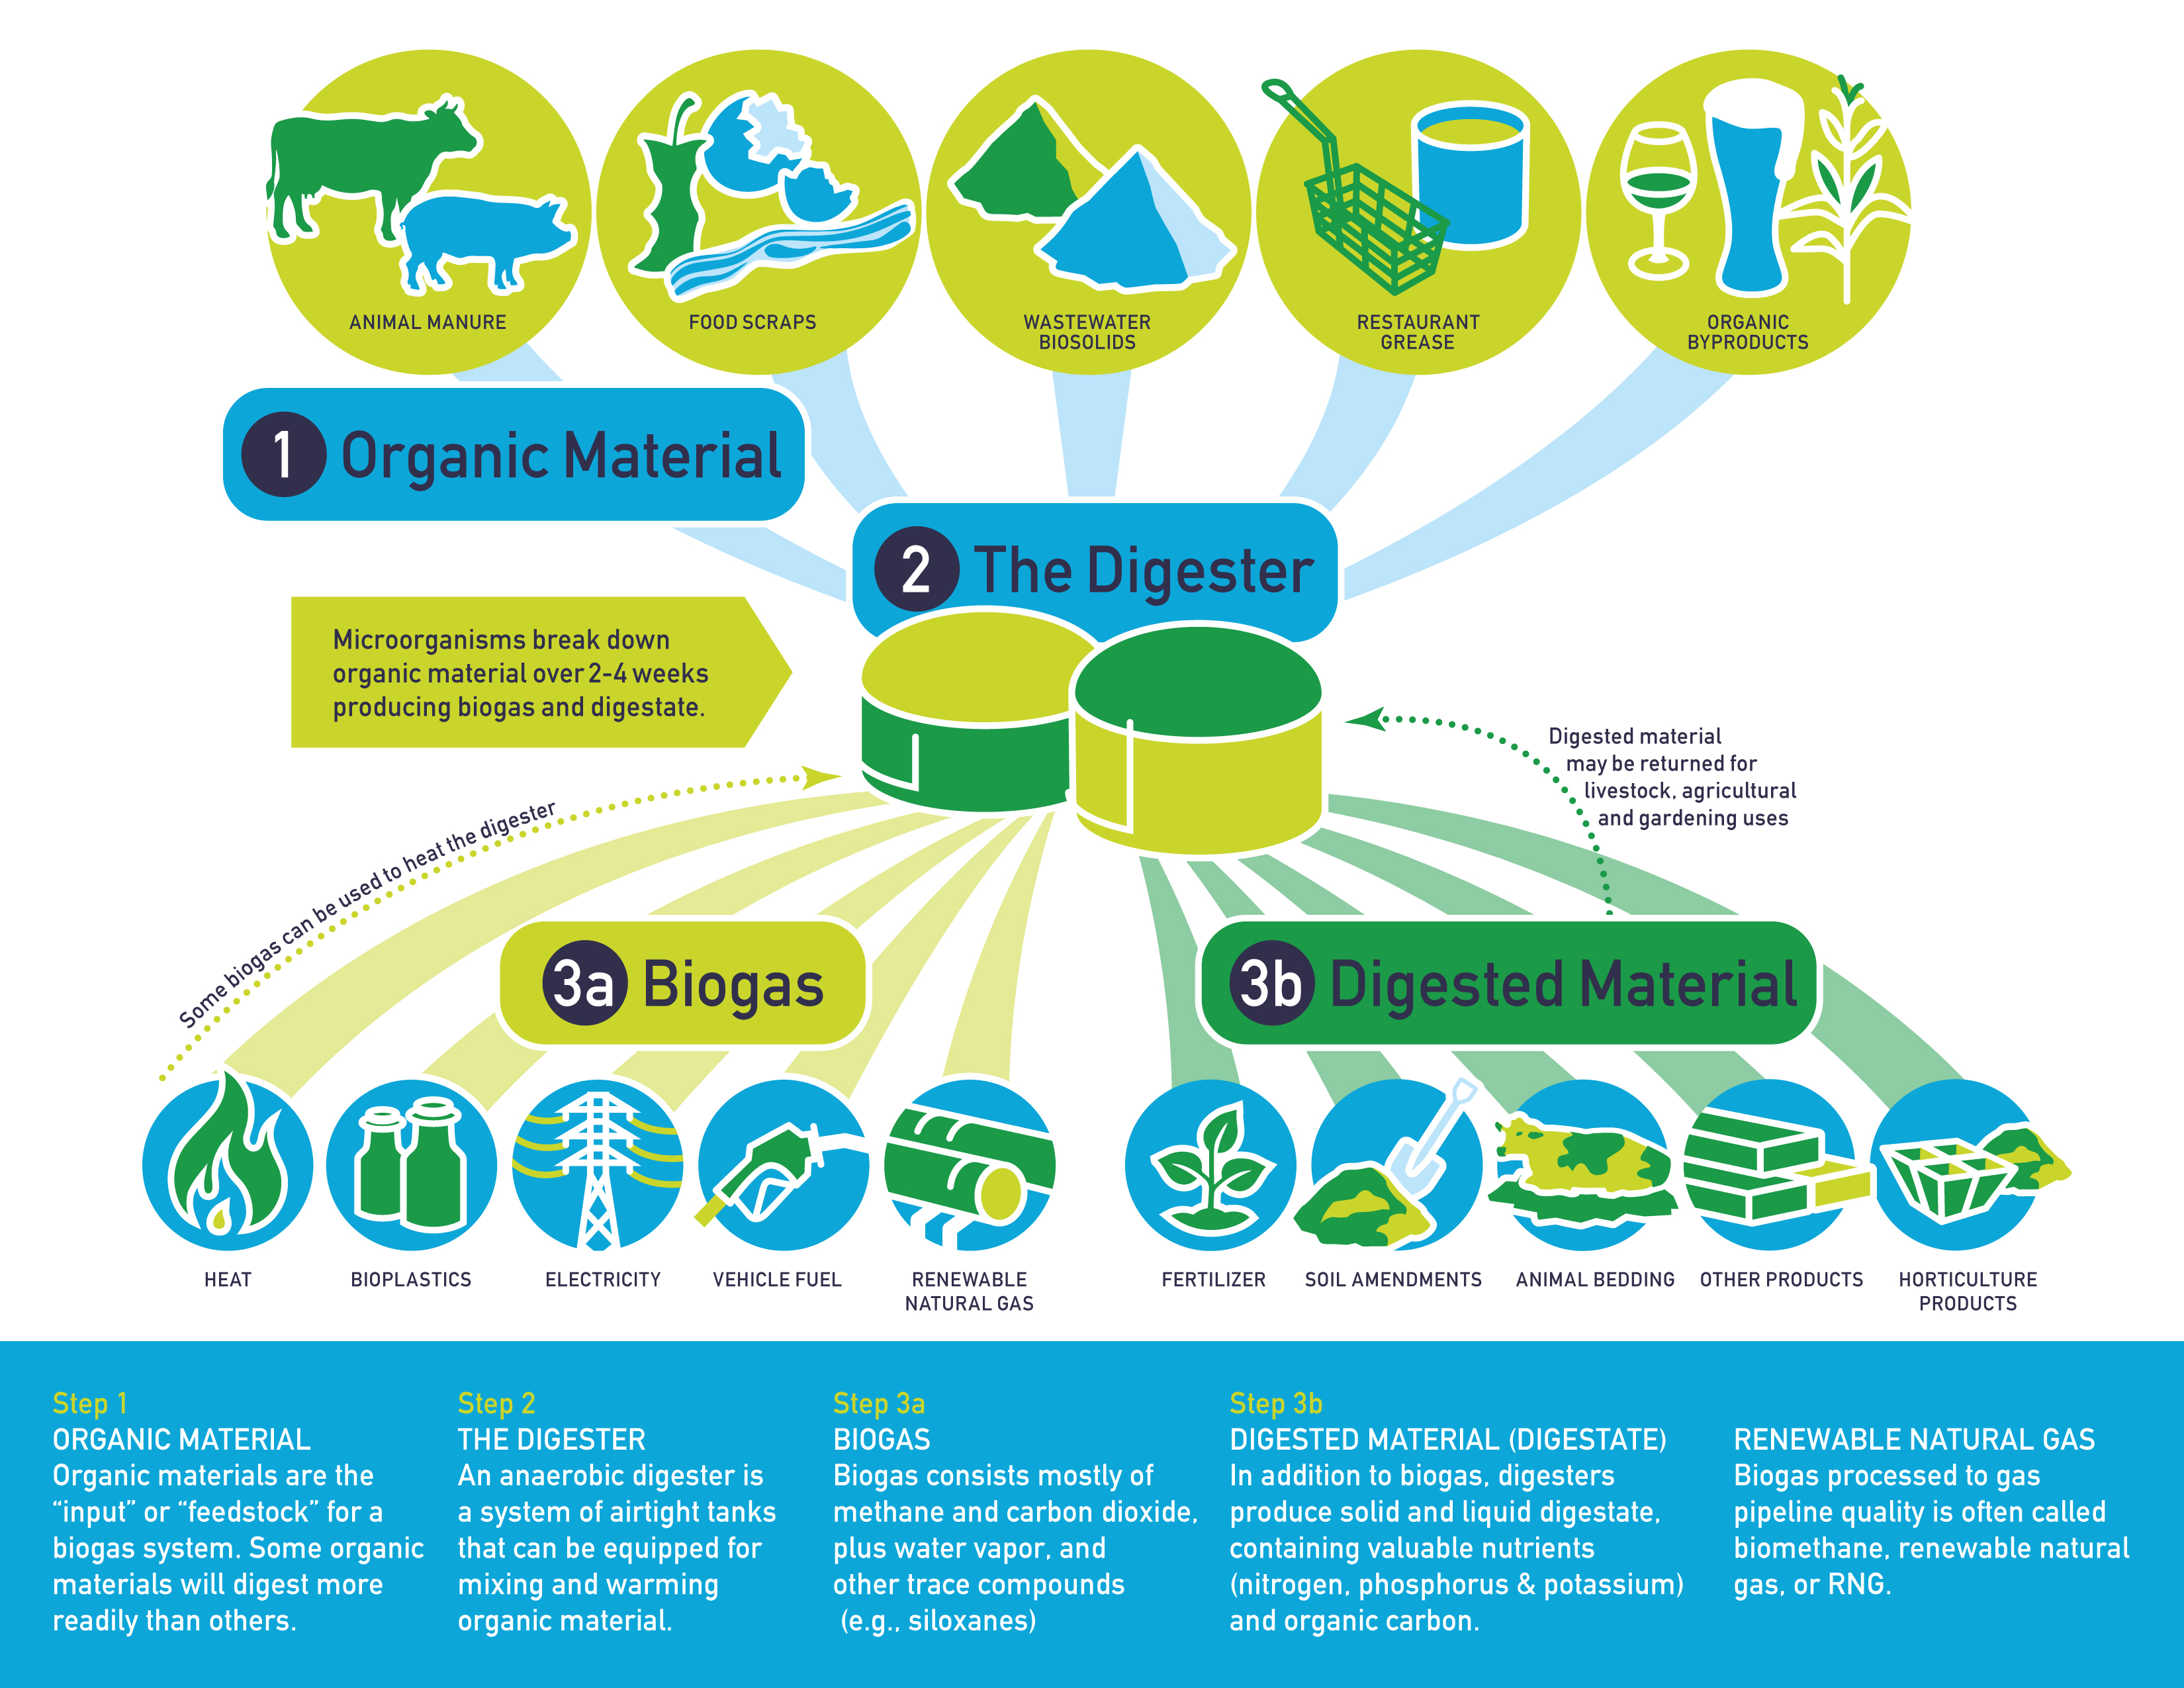 ANIMAL MANURE
FOOD SCRAPS
WASTEWATER
BIOSOLIDS
RESTAURANT
GREASE
ORGANIC
BYPRODUCTS
1 Organic Material
2 The Digester
Microorganisms break down
organic material over 2-4 weeks
producing biogas and digestate.
Digested material
may be returned for
livestock, agricultural
and gardening uses
Some biogas can be used to heat the digester
3a Biogas
3b Digested Material
HEAT
BIOPLASTICS
ELECTRICITY
VEHICLE FUEL
RENEWABLE
NATURAL GAS
FERTILIZER
SOIL AMENDMENTS
ANIMAL BEDDING
OTHER PRODUCTS
HORTICULTURE
PRODUCTS
Step 1
ORGANIC MATERIAL
Organic materials are the
“input” or “feedstock” for a
biogas system. Some organic
materials will digest more
readily than others.
Step 2
THE DIGESTER
An anaerobic digester is
a system of airtight tanks
that can be equipped for
mixing and warming
organic material.
Step 3a
BIOGAS
Biogas consists mostly of
methane and carbon dioxide,
plus water vapor, and
other trace compounds
(e.g., siloxanes)
Step 3b
DIGESTED MATERIAL (DIGESTATE)
In addition to biogas, digesters
produce solid and liquid digestate,
containing valuable nutrients
(nitrogen, phosphorus & potassium)
and organic carbon.
RENEWABLE NATURAL GAS
Biogas processed to gas
pipeline quality is often called
biomethane, renewable natural
gas, or RNG.